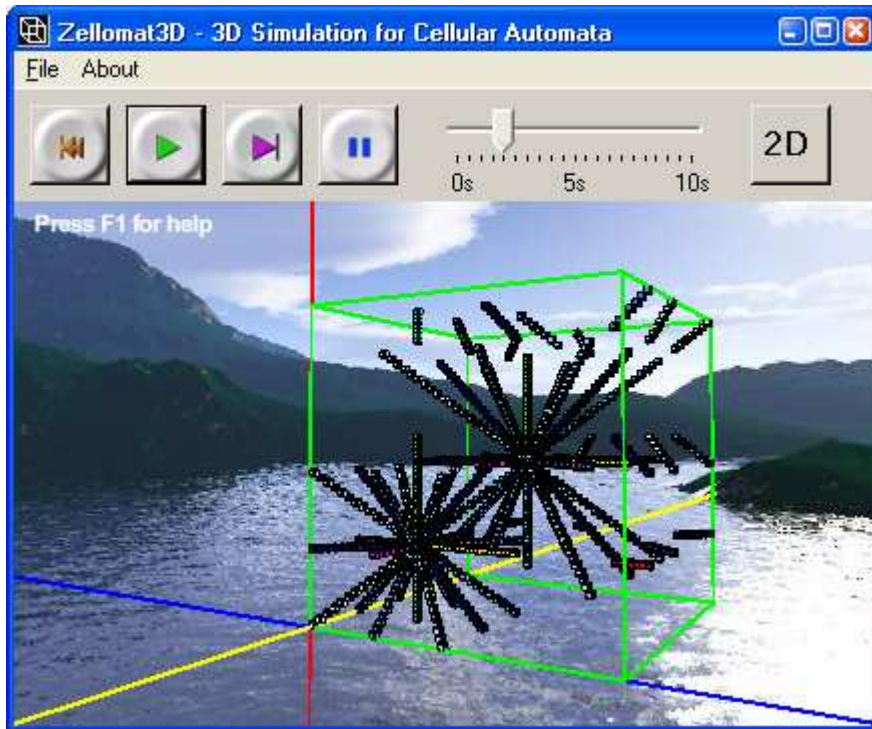 Zellomat3D - 3D Simulation for Cellular Automata
File About
0s 5s 10s
2D
Press F1 for help